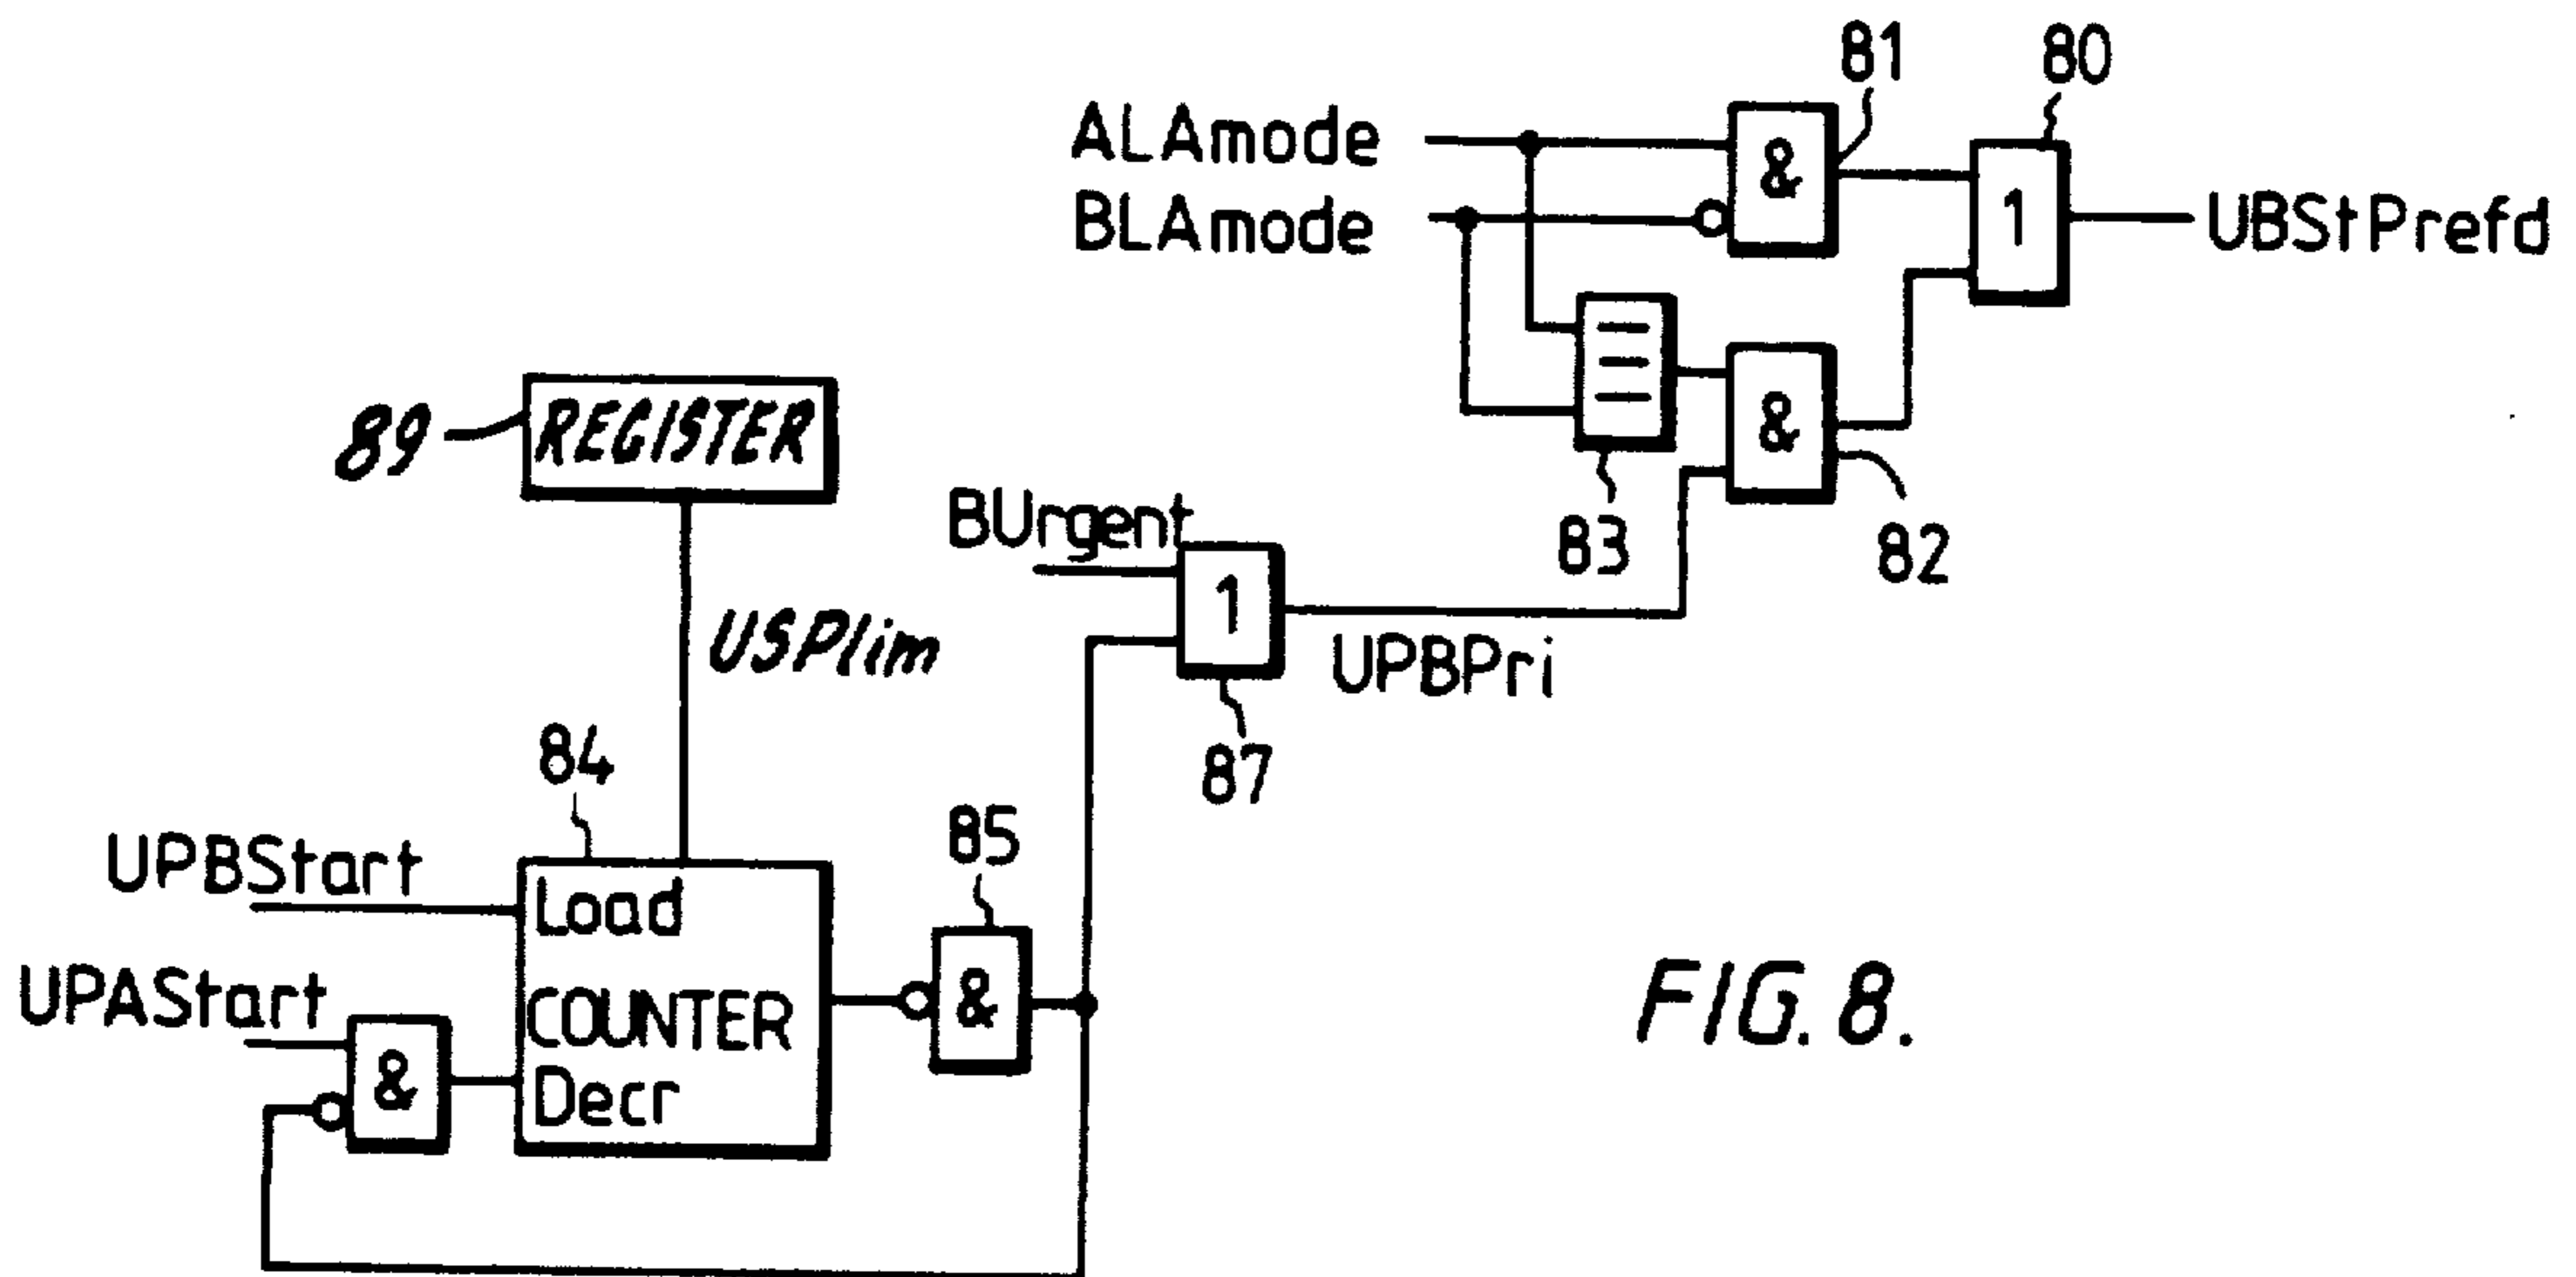 81
80
ALAmode
&
BLAmode
1
UBStPrefd
≡
89
REGISTER
&
BUrgent
83
82
1
USPlim
UPBPri
84
87
85
UPBStart
Load
UPAStart
COUNTER
&
&
Decr
FIG. 8.